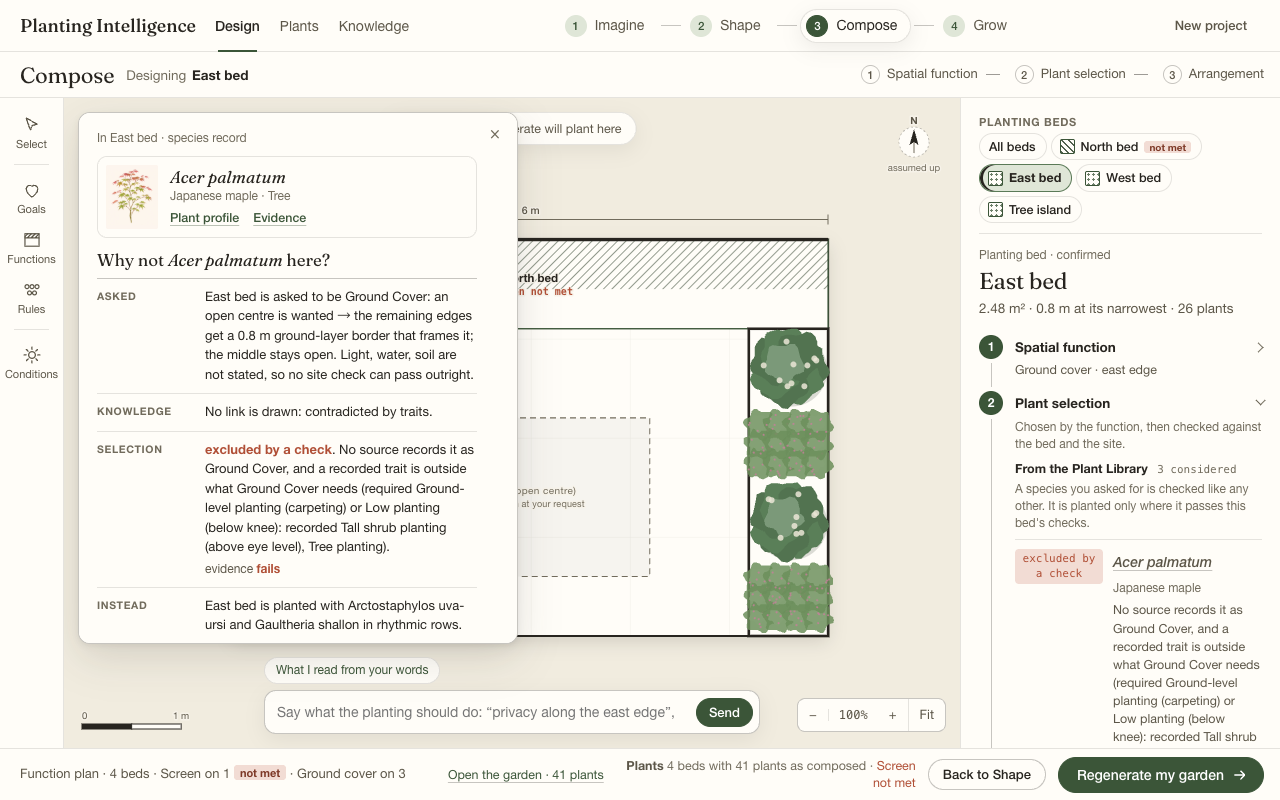 Planting Intelligence Design Plants Knowledge
1 Imagine 2 Shape 3 Compose 4 Grow
New project
Compose Designing East bed
1 Spatial function 2 Plant selection 3 Arrangement
Select
Goals
Functions
Rules
Conditions
will plant here
N
assumed up
6 m
bed
not met
open centre)
at your request
In East bed · species record
×
Acer palmatum
Japanese maple · Tree
Plant profile Evidence
Why not Acer palmatum here?
ASKED
East bed is asked to be Ground Cover: an
open centre is wanted → the remaining edges
get a 0.8 m ground-layer border that frames it;
the middle stays open. Light, water, soil are
not stated, so no site check can pass outright.
KNOWLEDGE
No link is drawn: contradicted by traits.
SELECTION
excluded by a check. No source records it as
Ground Cover, and a recorded trait is outside
what Ground Cover needs (required Ground-
level planting (carpeting) or Low planting
(below knee): recorded Tall shrub planting
(above eye level), Tree planting).
evidence fails
INSTEAD
East bed is planted with Arctostaphylos uva-
ursi and Gaultheria shallon in rhythmic rows.
What I read from your words
Say what the planting should do: “privacy along the east edge”,
Send
0 1 m
− 100% + Fit
PLANTING BEDS
All beds North bed not met
East bed West bed
Tree island
Planting bed · confirmed
East bed
2.48 m² · 0.8 m at its narrowest · 26 plants
1 Spatial function
Ground cover · east edge
2 Plant selection
Chosen by the function, then checked against
the bed and the site.
From the Plant Library 3 considered
A species you asked for is checked like any
other. It is planted only where it passes this
bed's checks.
excluded by
a check
Acer palmatum
Japanese maple
No source records it as
Ground Cover, and a
recorded trait is outside
what Ground Cover needs
(required Ground-level
planting (carpeting) or
Low planting (below
knee): recorded Tall shrub
Function plan · 4 beds · Screen on 1 not met · Ground cover on 3
Open the garden · 41 plants
Plants 4 beds with 41 plants as composed · Screen
not met
Back to Shape
Regenerate my garden →